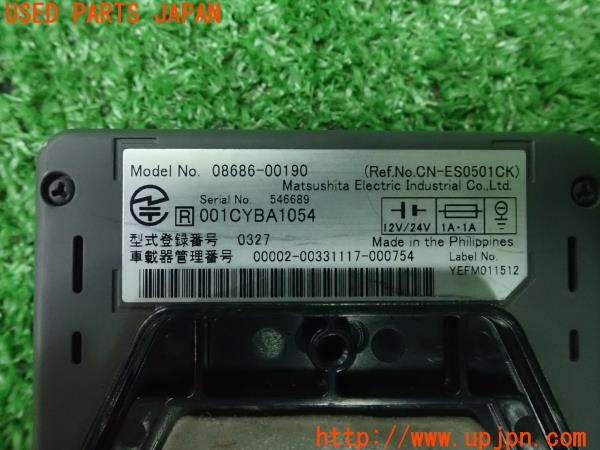 USED PARTS JAPAN
Model No. 08686-00190 (Ref.No.CN-ES0501CK)
Matsushita Electric Industrial Co.,Ltd.
Serial No. 546689
R 001CYBA1054
12V/24V 1A・1A
型式登録番号 0327 Made in the Philippines
車載器管理番号 00002-00331117-000754 Label No.
YEFM011512
http://www.upjpn.com/